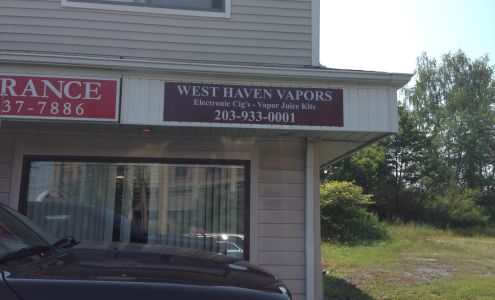 RANCE
37-7886
WEST HAVEN VAPORS
Electronic Cig's - Vapor Juice Kits
203-933-0001